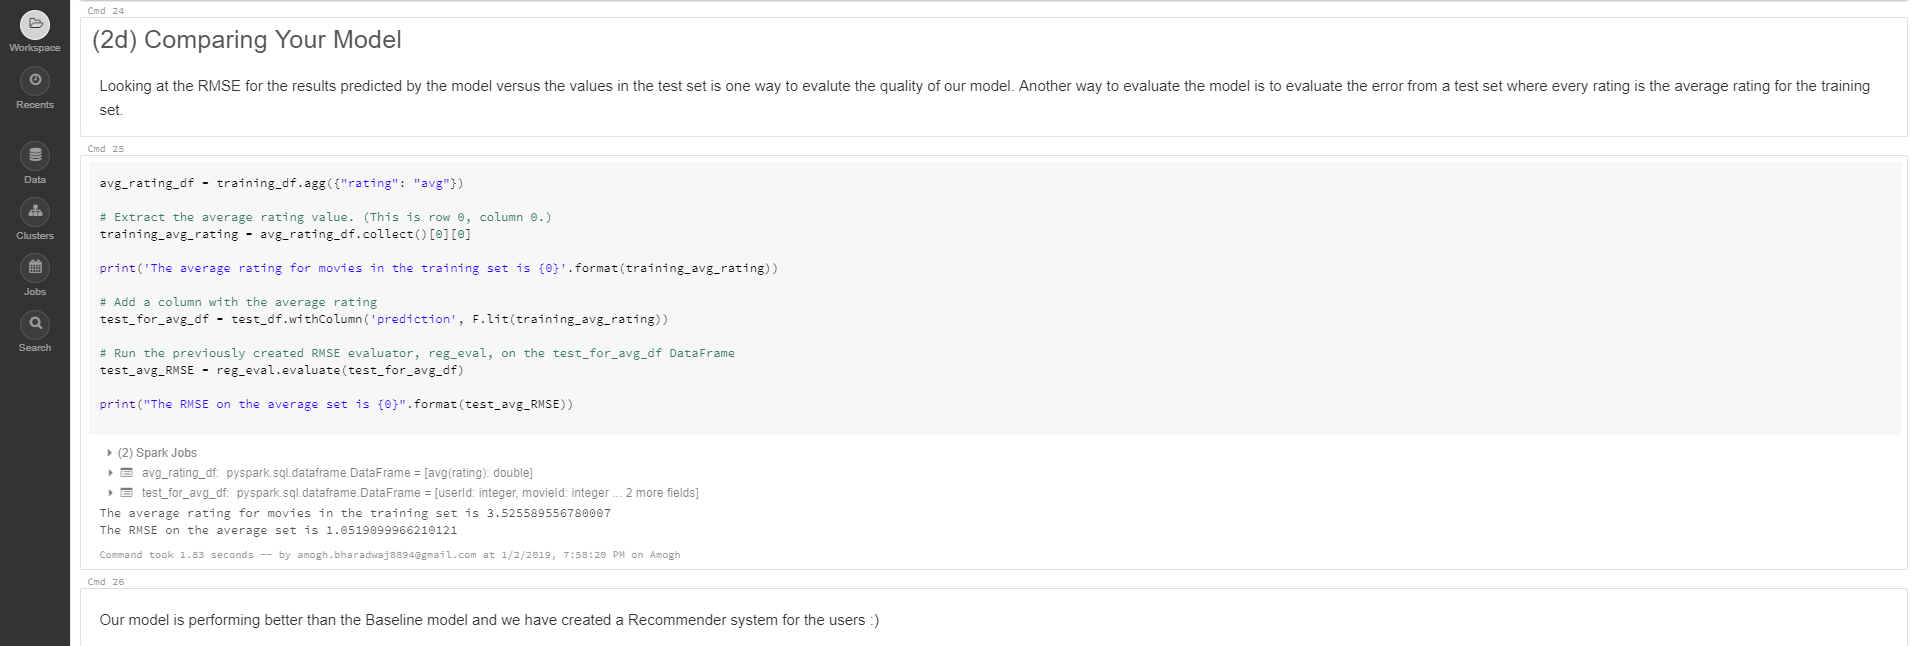 Workspace
Recents
Data
Clusters
Jobs
Search
Cmd 24
(2d) Comparing Your Model
Looking at the RMSE for the results predicted by the model versus the values in the test set is one way to evalute the quality of our model. Another way to evaluate the model is to evaluate the error from a test set where every rating is the average rating for the training
set.
Cmd 25
avg_rating_df = training_df.agg({"rating": "avg"})
# Extract the average rating value. (This is row 0, column 0.)
training_avg_rating = avg_rating_df.collect()[0][0]
print('The average rating for movies in the training set is {0}'.format(training_avg_rating))
# Add a column with the average rating
test_for_avg_df = test_df.withColumn('prediction', F.lit(training_avg_rating))
# Run the previously created RMSE evaluator, reg_eval, on the test_for_avg_df DataFrame
test_avg_RMSE = reg_eval.evaluate(test_for_avg_df)
print("The RMSE on the average set is {0}".format(test_avg_RMSE))
(2) Spark Jobs
avg_rating_df: pyspark.sql.dataframe.DataFrame = [avg(rating): double]
test_for_avg_df: pyspark.sql.dataframe.DataFrame = [userId: integer, movieId: integer ... 2 more fields]
The average rating for movies in the training set is 3.525589556780007
The RMSE on the average set is 1.0519099966210121
Command took 1.83 seconds -- by amogh.bharadwaj8894@gmail.com at 1/2/2019, 7:58:20 PM on Amogh
Cmd 26
Our model is performing better than the Baseline model and we have created a Recommender system for the users :)